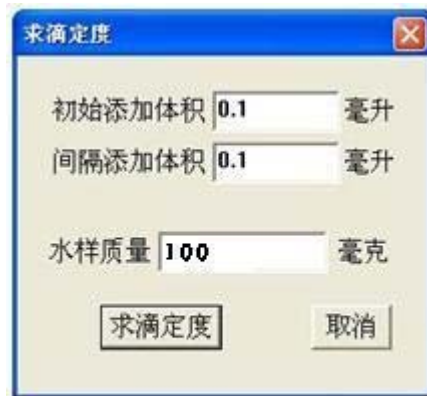 求滴定度
初始添加体积 0.1 毫升
间隔添加体积 0.1 毫升
水样质量 100 毫克
求滴定度 取消